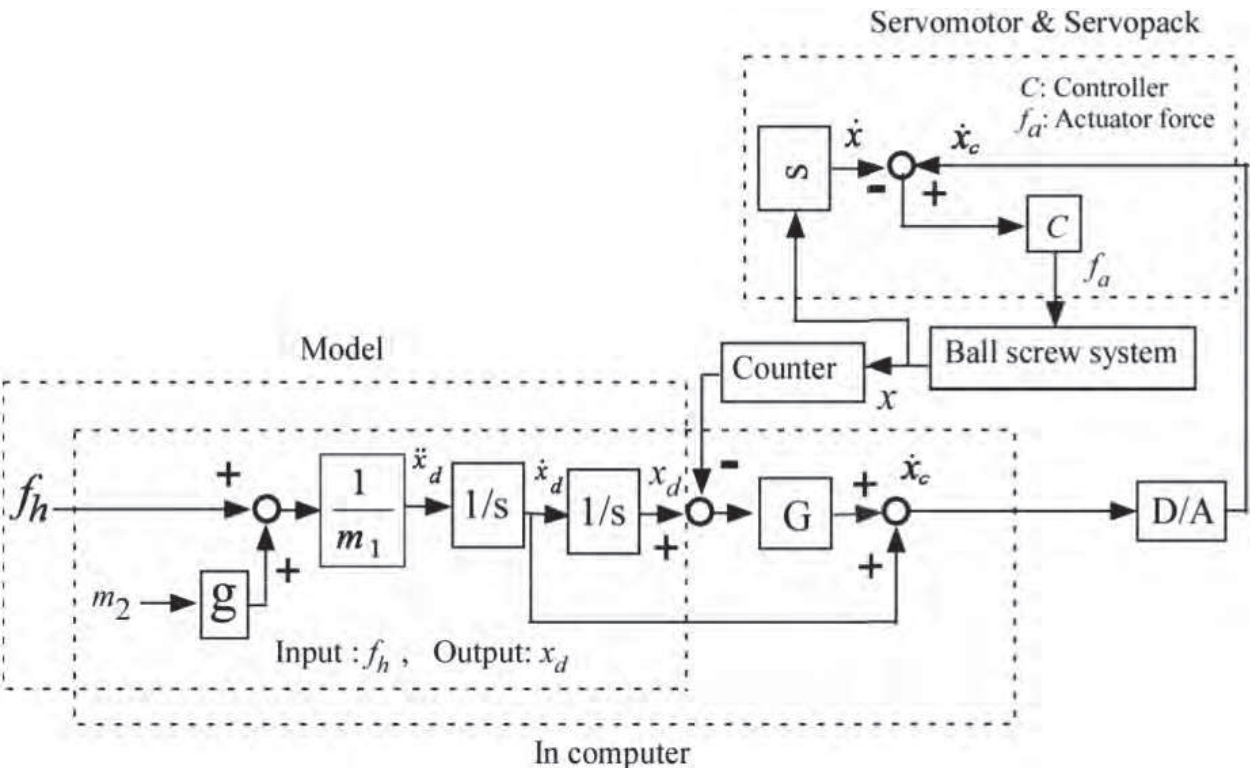 Servomotor & Servopack
C: Controller
fa: Actuator force
s
ẋ
ẋc
-
+
C
fa
Ball screw system
Counter
x
Model
fh
+
+
m2
g
1
m1
ẍd
1/s
ẋd
1/s
xd
-
+
G
+
+
ẋc
D/A
Input : fh , Output: xd
In computer